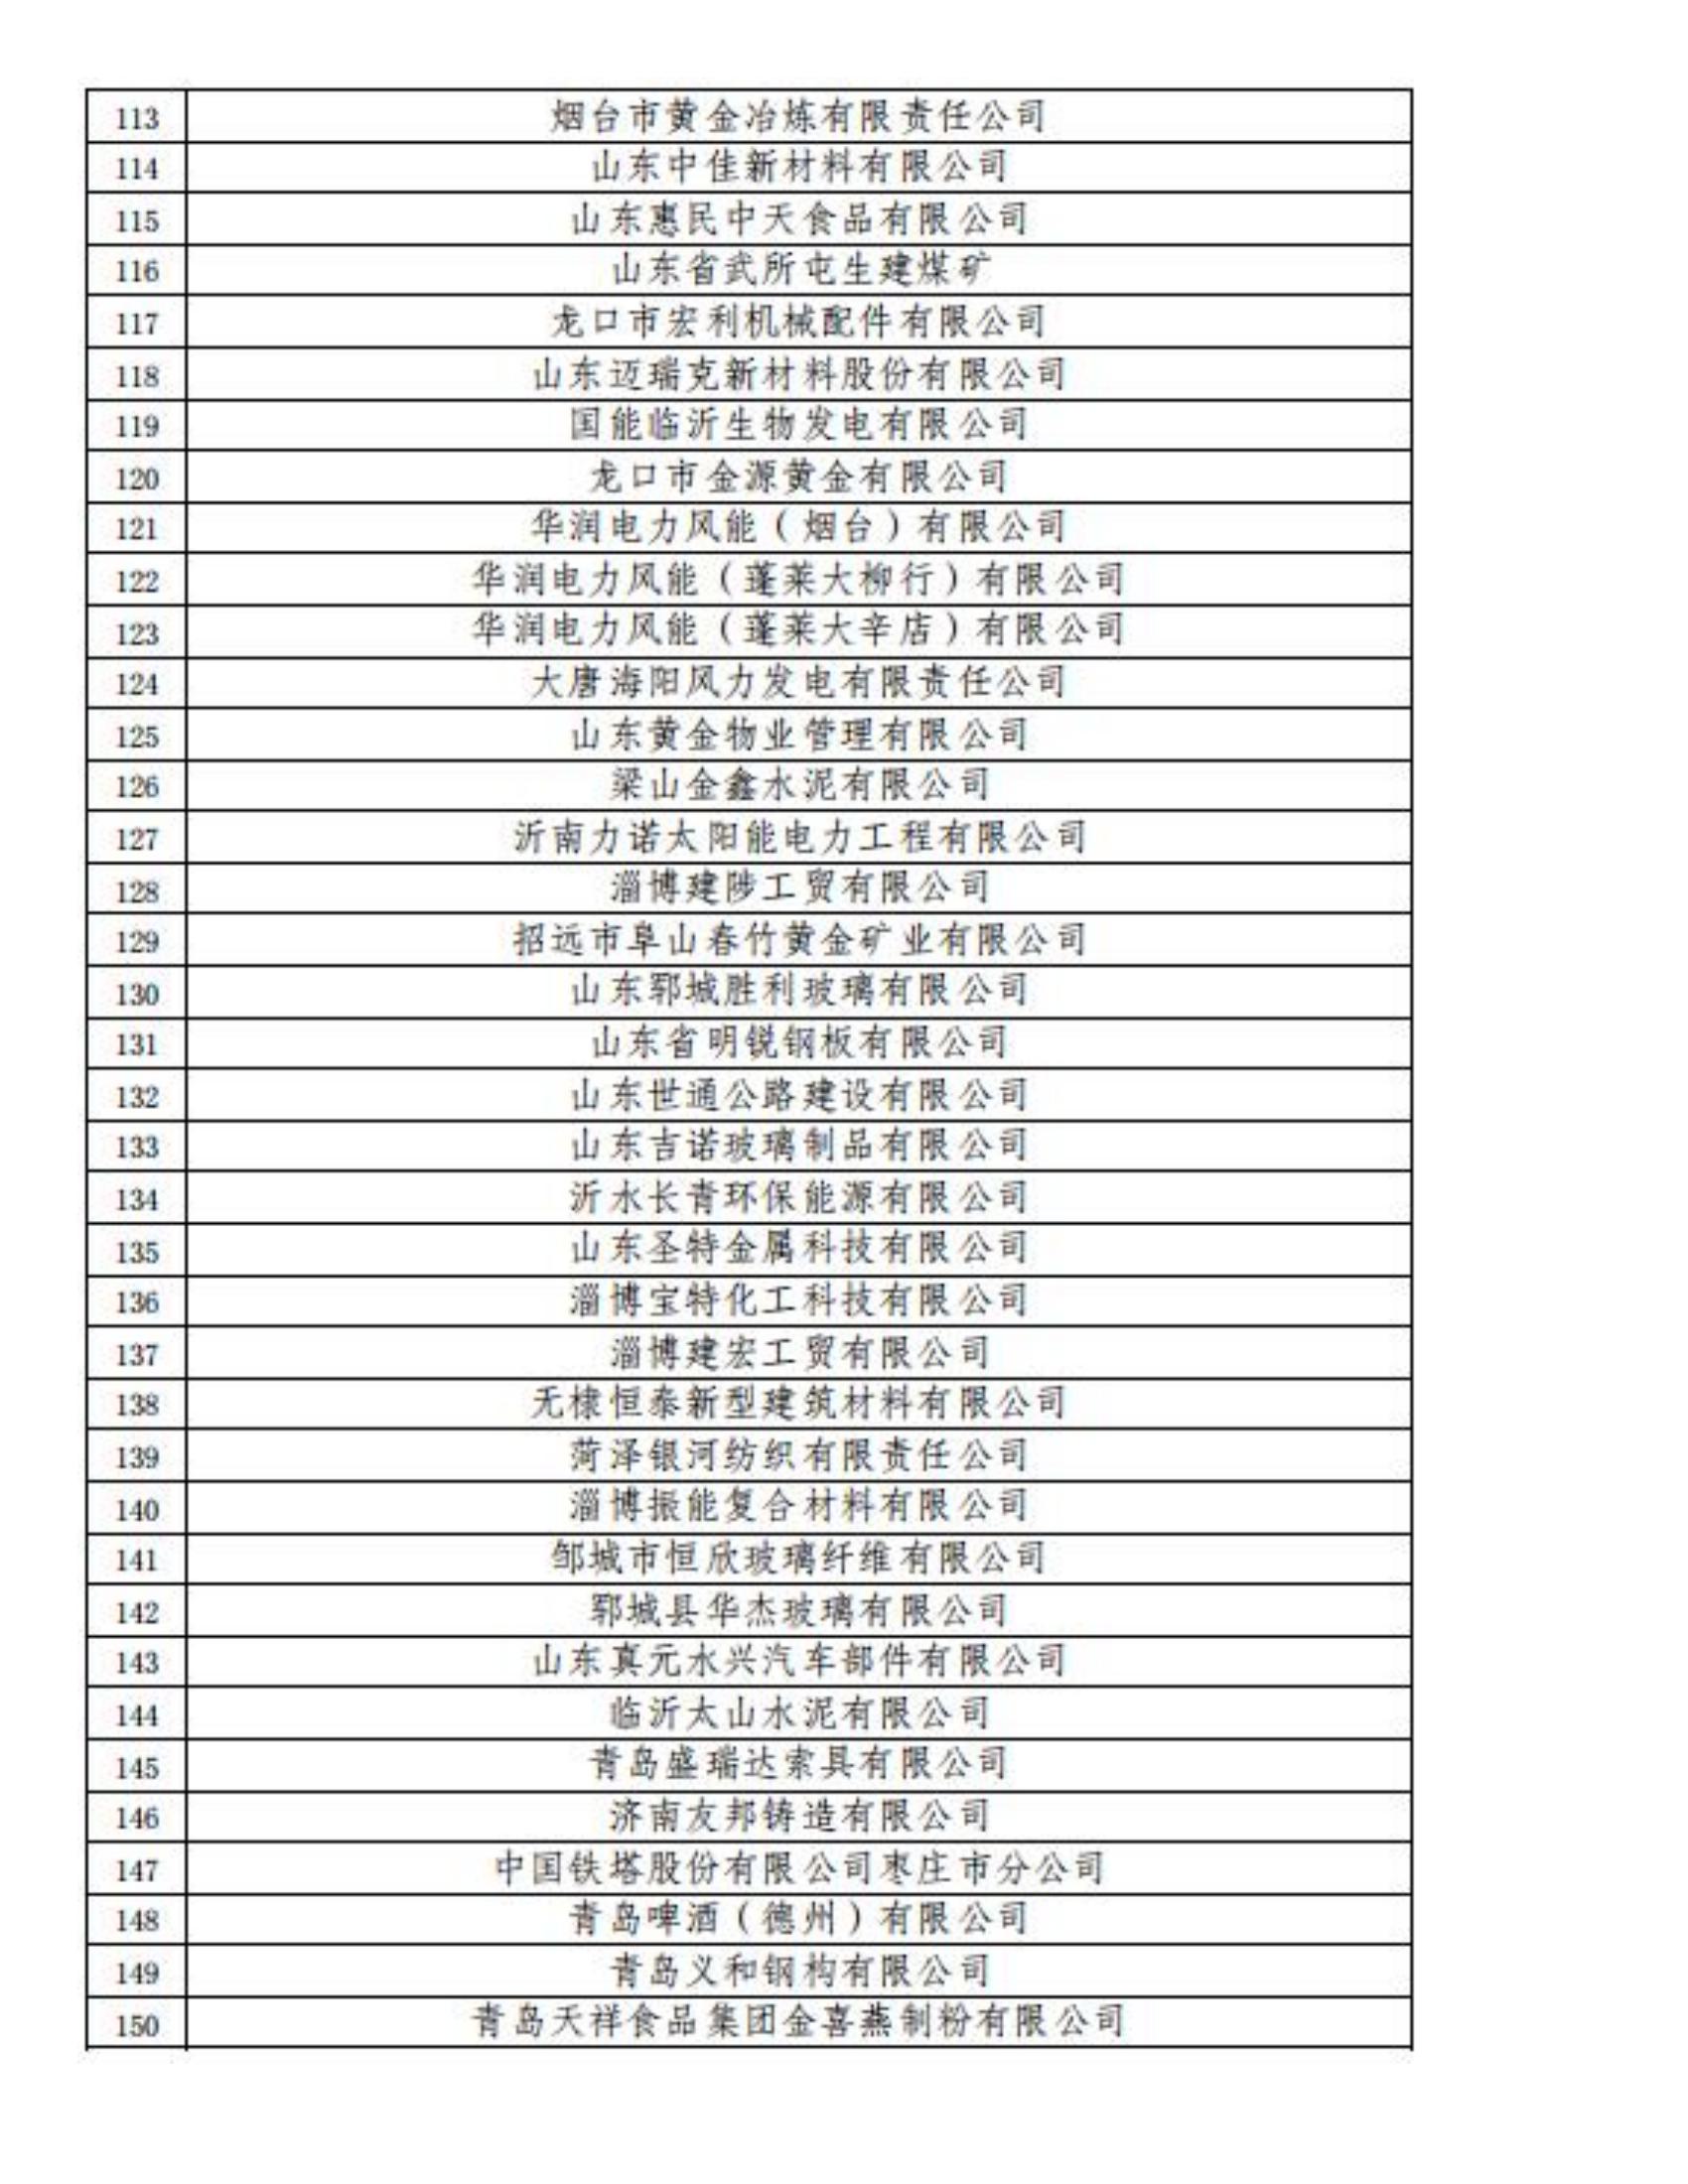 113 烟台市黄金冶炼有限责任公司
114 山东中佳新材料有限公司
115 山东惠民中天食品有限公司
116 山东省武所屯生建煤矿
117 龙口市宏利机械配件有限公司
118 山东迈瑞克新材料股份有限公司
119 国能临沂生物发电有限公司
120 龙口市金源黄金有限公司
121 华润电力风能（烟台）有限公司
122 华润电力风能（蓬莱大柳行）有限公司
123 华润电力风能（蓬莱大辛店）有限公司
124 大唐海阳风力发电有限责任公司
125 山东黄金物业管理有限公司
126 梁山金鑫水泥有限公司
127 沂南力诺太阳能电力工程有限公司
128 淄博建陟工贸有限公司
129 招远市阜山春竹黄金矿业有限公司
130 山东郓城胜利玻璃有限公司
131 山东省明锐钢板有限公司
132 山东世通公路建设有限公司
133 山东吉诺玻璃制品有限公司
134 沂水长青环保能源有限公司
135 山东圣特金属科技有限公司
136 淄博宝特化工科技有限公司
137 淄博建宏工贸有限公司
138 无棣恒泰新型建筑材料有限公司
139 菏泽银河纺织有限责任公司
140 淄博振能复合材料有限公司
141 邹城市恒欣玻璃纤维有限公司
142 郓城县华杰玻璃有限公司
143 山东真元永兴汽车部件有限公司
144 临沂太山水泥有限公司
145 青岛盛瑞达索具有限公司
146 济南友邦铸造有限公司
147 中国铁塔股份有限公司枣庄市分公司
148 青岛啤酒（德州）有限公司
149 青岛义和钢构有限公司
150 青岛天祥食品集团金喜燕制粉有限公司